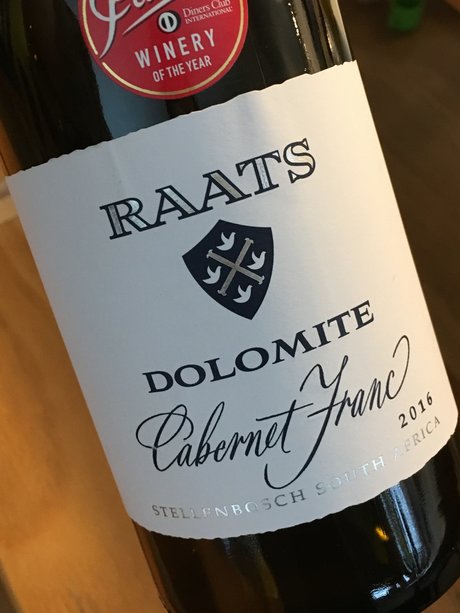 Diners Club
INTERNATIONAL
WINERY
OF THE YEAR
RAATS
DOLOMITE
Cabernet Franc
2016
STELLENBOSCH SOUTH AFRICA